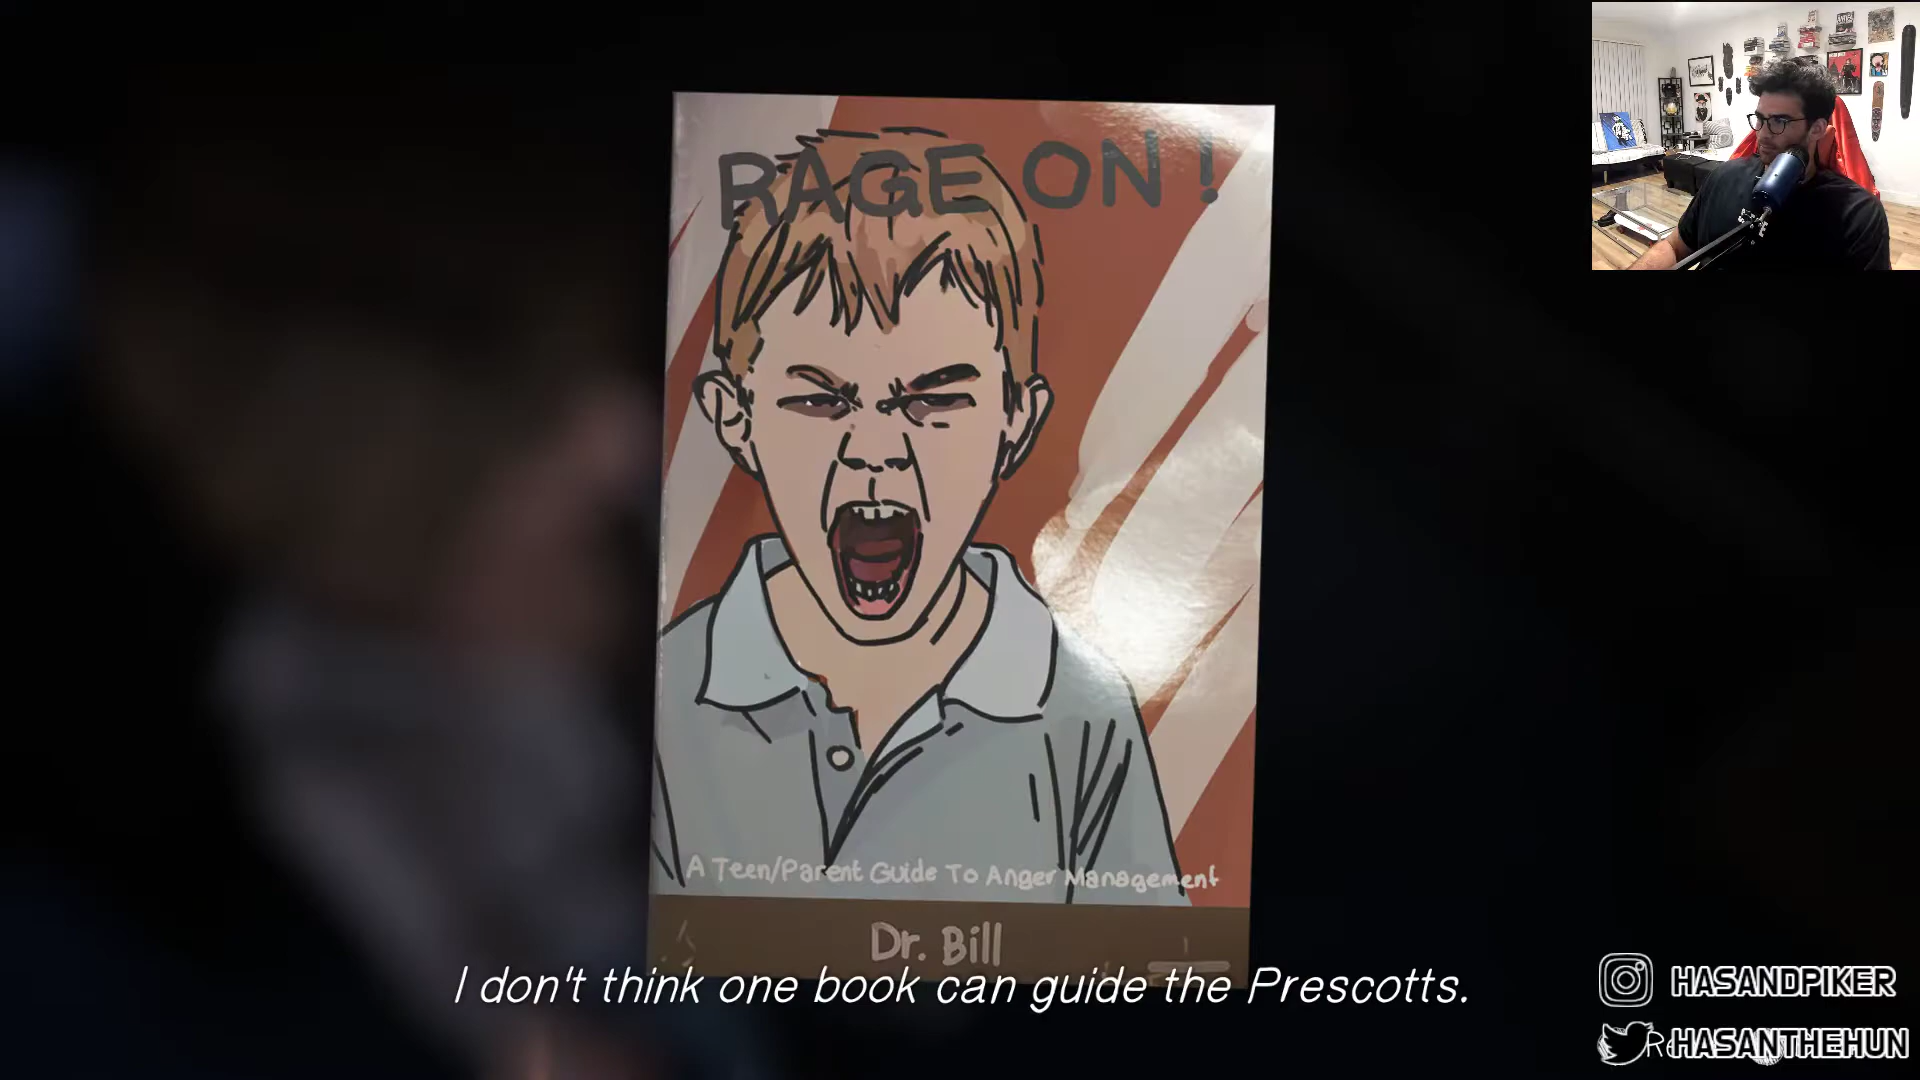 RAGE ON!
A Teen/Parent Guide To Anger Management
Dr. Bill
I don't think one book can guide the Prescotts.
HASANDPIKER
HASANTHEHUN